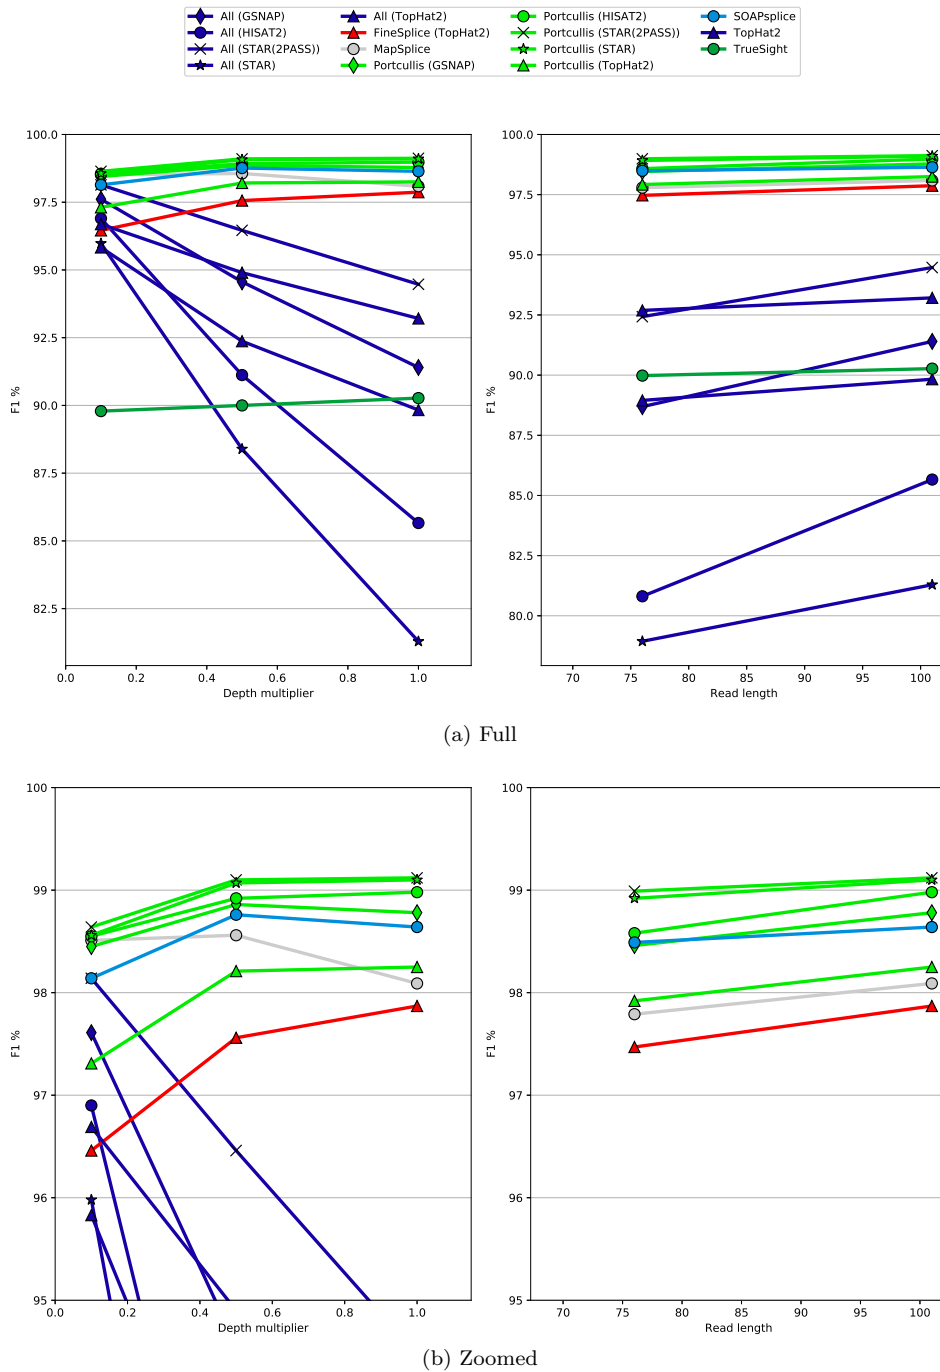 All (GSNAP)
All (HISAT2)
All (STAR(2PASS))
All (STAR)
All (TopHat2)
FineSplice (TopHat2)
MapSplice
Portcullis (GSNAP)
Portcullis (HISAT2)
Portcullis (STAR(2PASS))
Portcullis (STAR)
Portcullis (TopHat2)
SOAPsplice
TopHat2
TrueSight
100.0
97.5
95.0
92.5
90.0
87.5
85.0
82.5
F1 %
0.0 0.2 0.4 0.6 0.8 1.0
Depth multiplier
100.0
97.5
95.0
92.5
90.0
87.5
85.0
82.5
80.0
F1 %
70 75 80 85 90 95 100
Read length
(a) Full
100
99
98
97
96
95
F1 %
0.0 0.2 0.4 0.6 0.8 1.0
Depth multiplier
100
99
98
97
96
95
F1 %
70 75 80 85 90 95 100
Read length
(b) Zoomed